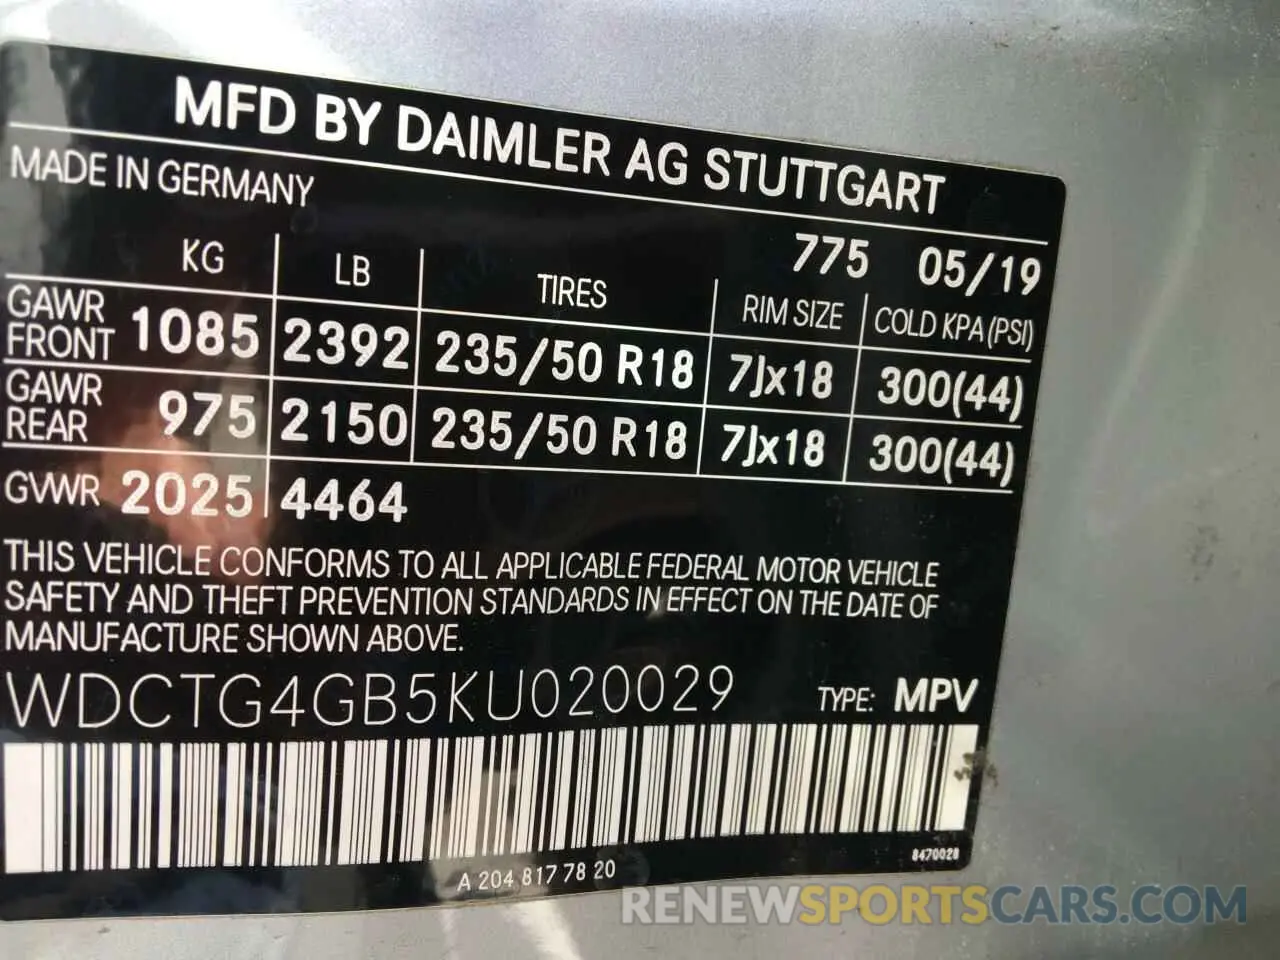 MFD BY DAIMLER AG STUTTGART
MADE IN GERMANY
775 05/19
KG LB TIRES RIM SIZE COLD KPA (PSI)
GAWR FRONT 1085 2392 235/50 R18 7Jx18 300(44)
GAWR REAR 975 2150 235/50 R18 7Jx18 300(44)
GVWR 2025 4464
THIS VEHICLE CONFORMS TO ALL APPLICABLE FEDERAL MOTOR VEHICLE
SAFETY AND THEFT PREVENTION STANDARDS IN EFFECT ON THE DATE OF
MANUFACTURE SHOWN ABOVE.
WDCTG4GB5KU020029 TYPE: MPV
8470028
A 204 817 78 20
RENEWSPORTSCARS.COM